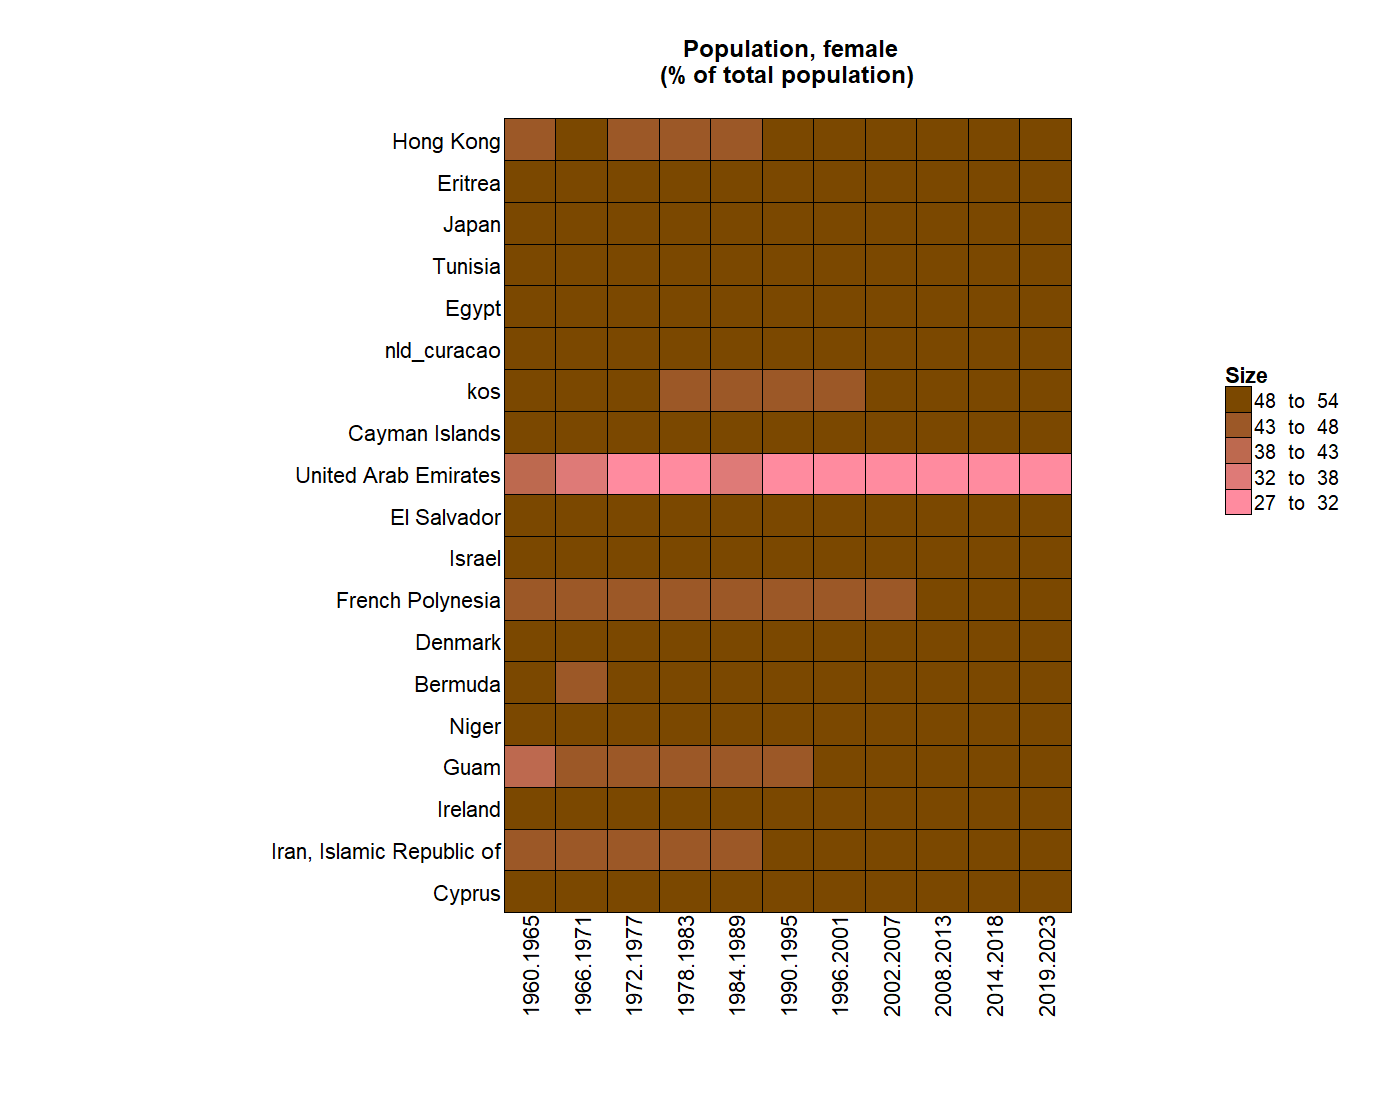 Population, female
(% of total population)
Hong Kong
Eritrea
Japan
Tunisia
Egypt
nld_curacao
kos
Cayman Islands
United Arab Emirates
El Salvador
Israel
French Polynesia
Denmark
Bermuda
Niger
Guam
Ireland
Iran, Islamic Republic of
Cyprus
1960.1965
1966.1971
1972.1977
1978.1983
1984.1989
1990.1995
1996.2001
2002.2007
2008.2013
2014.2018
2019.2023
Size
48 to 54
43 to 48
38 to 43
32 to 38
27 to 32